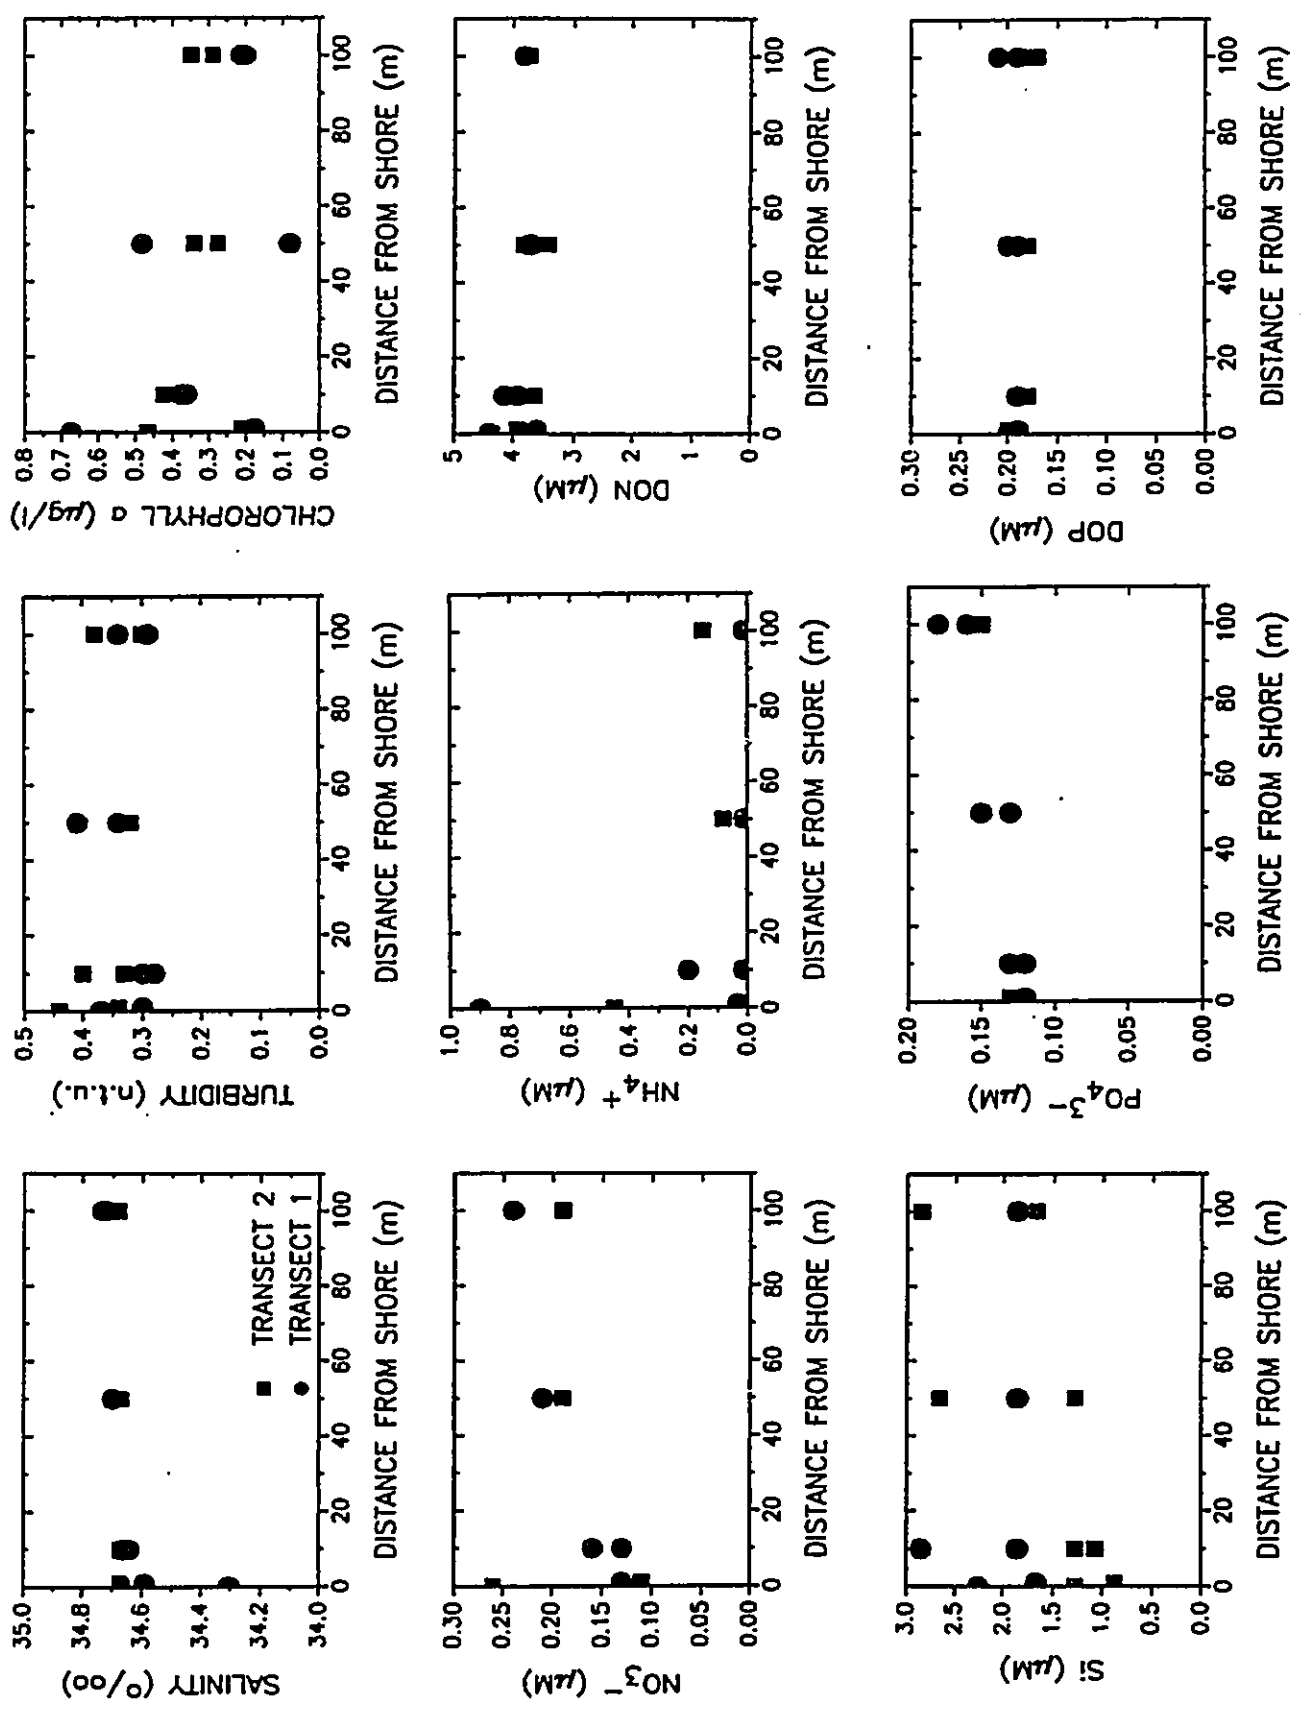 SALINITY (°/oo)
35.0
34.8
34.6
34.4
34.2
34.0
■ TRANSECT 2
● TRANSECT 1
0 20 40 60 80 100
DISTANCE FROM SHORE (m)
TURBIDITY (n.t.u.)
0.5
0.4
0.3
0.2
0.1
0.0
0 20 40 60 80 100
DISTANCE FROM SHORE (m)
CHLOROPHYLL a (μg/l)
0.8
0.7
0.6
0.5
0.4
0.3
0.2
0.1
0.0
0 20 40 60 80 100
DISTANCE FROM SHORE (m)
NO₃⁻ (μM)
0.30
0.25
0.20
0.15
0.10
0.05
0.00
0 20 40 60 80 100
DISTANCE FROM SHORE (m)
NH₄⁺ (μM)
1.0
0.8
0.6
0.4
0.2
0.0
0 20 40 60 80 100
DISTANCE FROM SHORE (m)
DON (μM)
5
4
3
2
1
0
0 20 40 60 80 100
DISTANCE FROM SHORE (m)
Si (μM)
3.0
2.5
2.0
1.5
1.0
0.5
0.0
0 20 40 60 80 100
DISTANCE FROM SHORE (m)
PO₄³⁻ (μM)
0.20
0.15
0.10
0.05
0.00
0 20 40 60 80 100
DISTANCE FROM SHORE (m)
DOP (μM)
0.30
0.25
0.20
0.15
0.10
0.05
0.00
0 20 40 60 80 100
DISTANCE FROM SHORE (m)